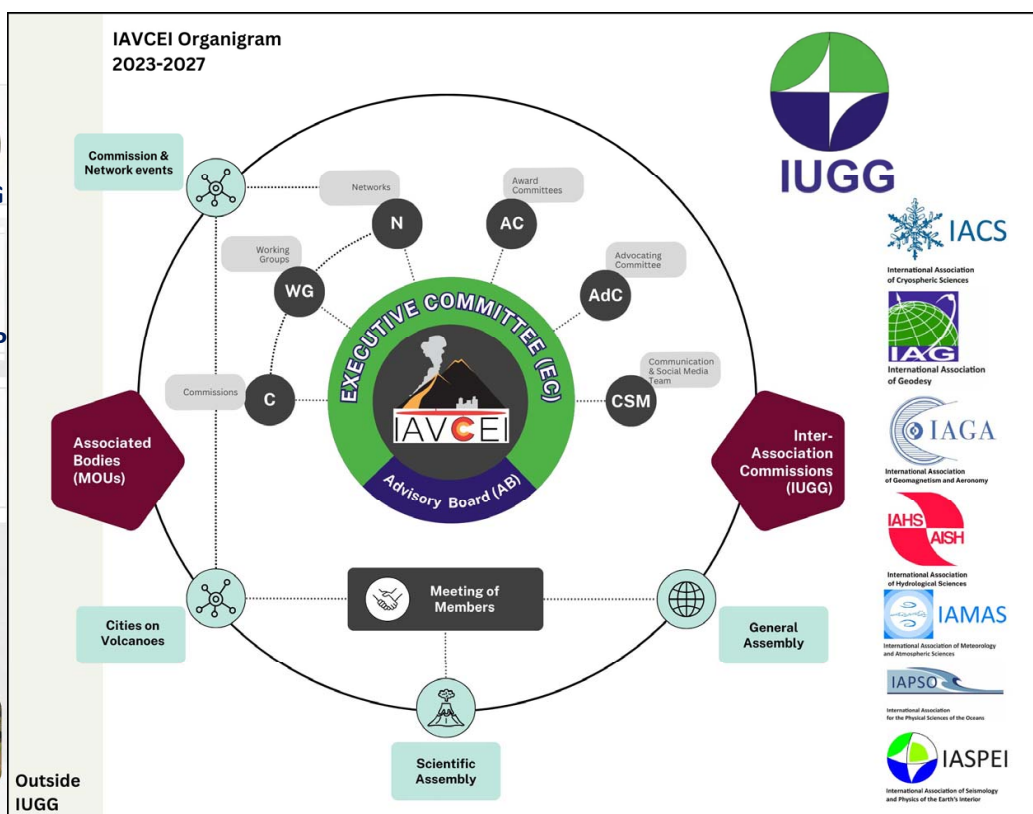 IAVCEI Organigram
2023-2027
IUGG
Commission &
Network events
Networks
N
Award
Committees
AC
Working
Groups
WG
Advocating
Committee
AdC
Commissions
C
Communication
& Social Media
Team
CSM
EXECUTIVE COMMITTEE (EC)
IAVCEI
Advisory Board (AB)
Associated
Bodies
(MOUs)
Inter-
Association
Commissions
(IUGG)
Meeting of
Members
Cities on
Volcanoes
General
Assembly
Scientific
Assembly
Outside
IUGG
IACS
International Association
of Cryospheric Sciences
IAG
International Association
of Geodesy
IAGA
International Association
of Geomagnetism and Aeronomy
IAHS
AISH
International Association
of Hydrological Sciences
IAMAS
International Association of Meteorology
and Atmospheric Sciences
IAPSO
International Association
for the Physical Sciences of the Oceans
IASPEI
International Association of Seismology
and Physics of the Earth's Interior